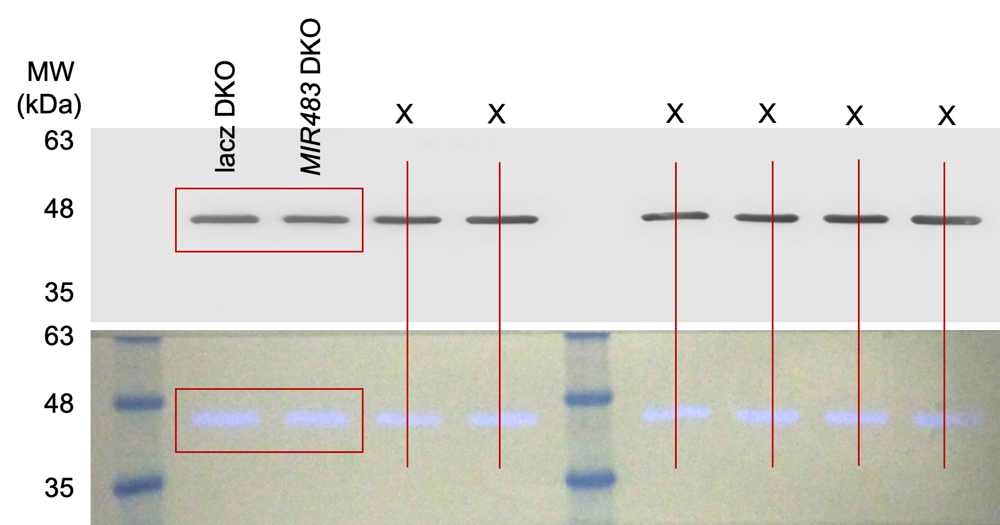 MW
(kDa)
lacz DKO
MIR483 DKO
X
X
X
X
X
X
63
48
35
63
48
35